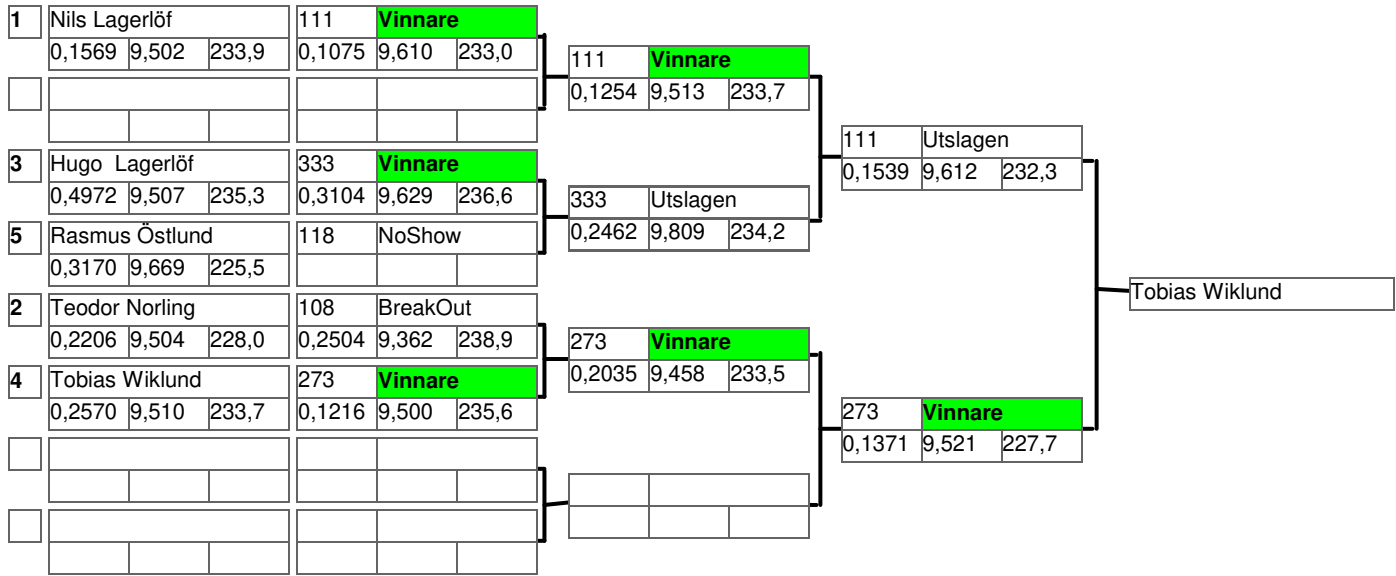 1 Nils Lagerlöf 111 Vinnare
0,1569 9,502 233,9 0,1075 9,610 233,0
111 Vinnare
0,1254 9,513 233,7
111 Utslagen
0,1539 9,612 232,3
3 Hugo Lagerlöf 333 Vinnare
0,4972 9,507 235,3 0,3104 9,629 236,6
333 Utslagen
0,2462 9,809 234,2
5 Rasmus Östlund 118 NoShow
0,3170 9,669 225,5
Tobias Wiklund
2 Teodor Norling 108 BreakOut
0,2206 9,504 228,0 0,2504 9,362 238,9
273 Vinnare
0,2035 9,458 233,5
4 Tobias Wiklund 273 Vinnare
0,2570 9,510 233,7 0,1216 9,500 235,6
273 Vinnare
0,1371 9,521 227,7